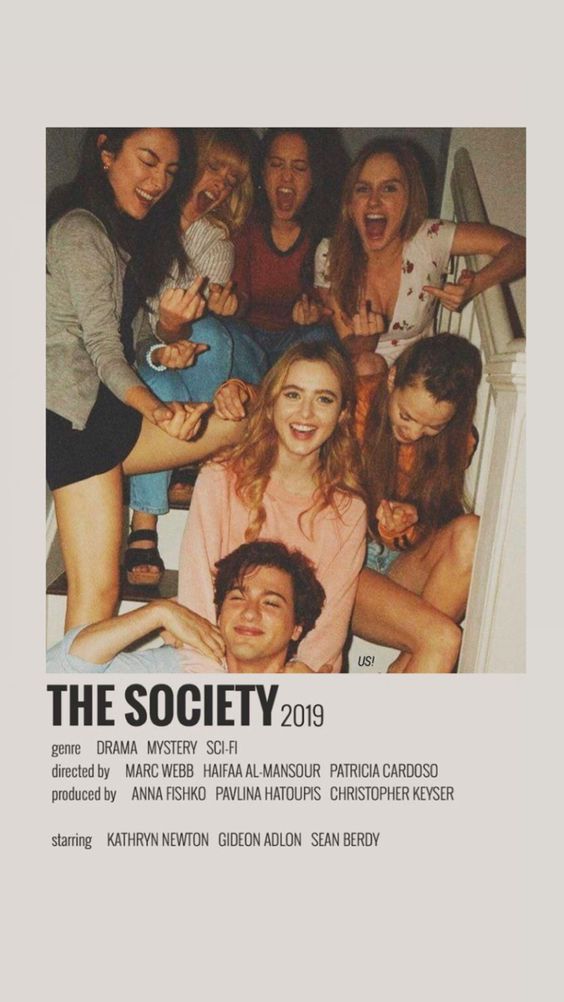 US!
THE SOCIETY 2019
genre DRAMA MYSTERY SCI-FI
directed by MARC WEBB HAIFAA AL-MANSOUR PATRICIA CARDOSO
produced by ANNA FISHKO PAVLINA HATOUPIS CHRISTOPHER KEYSER
starring KATHRYN NEWTON GIDEON ADLON SEAN BERDY